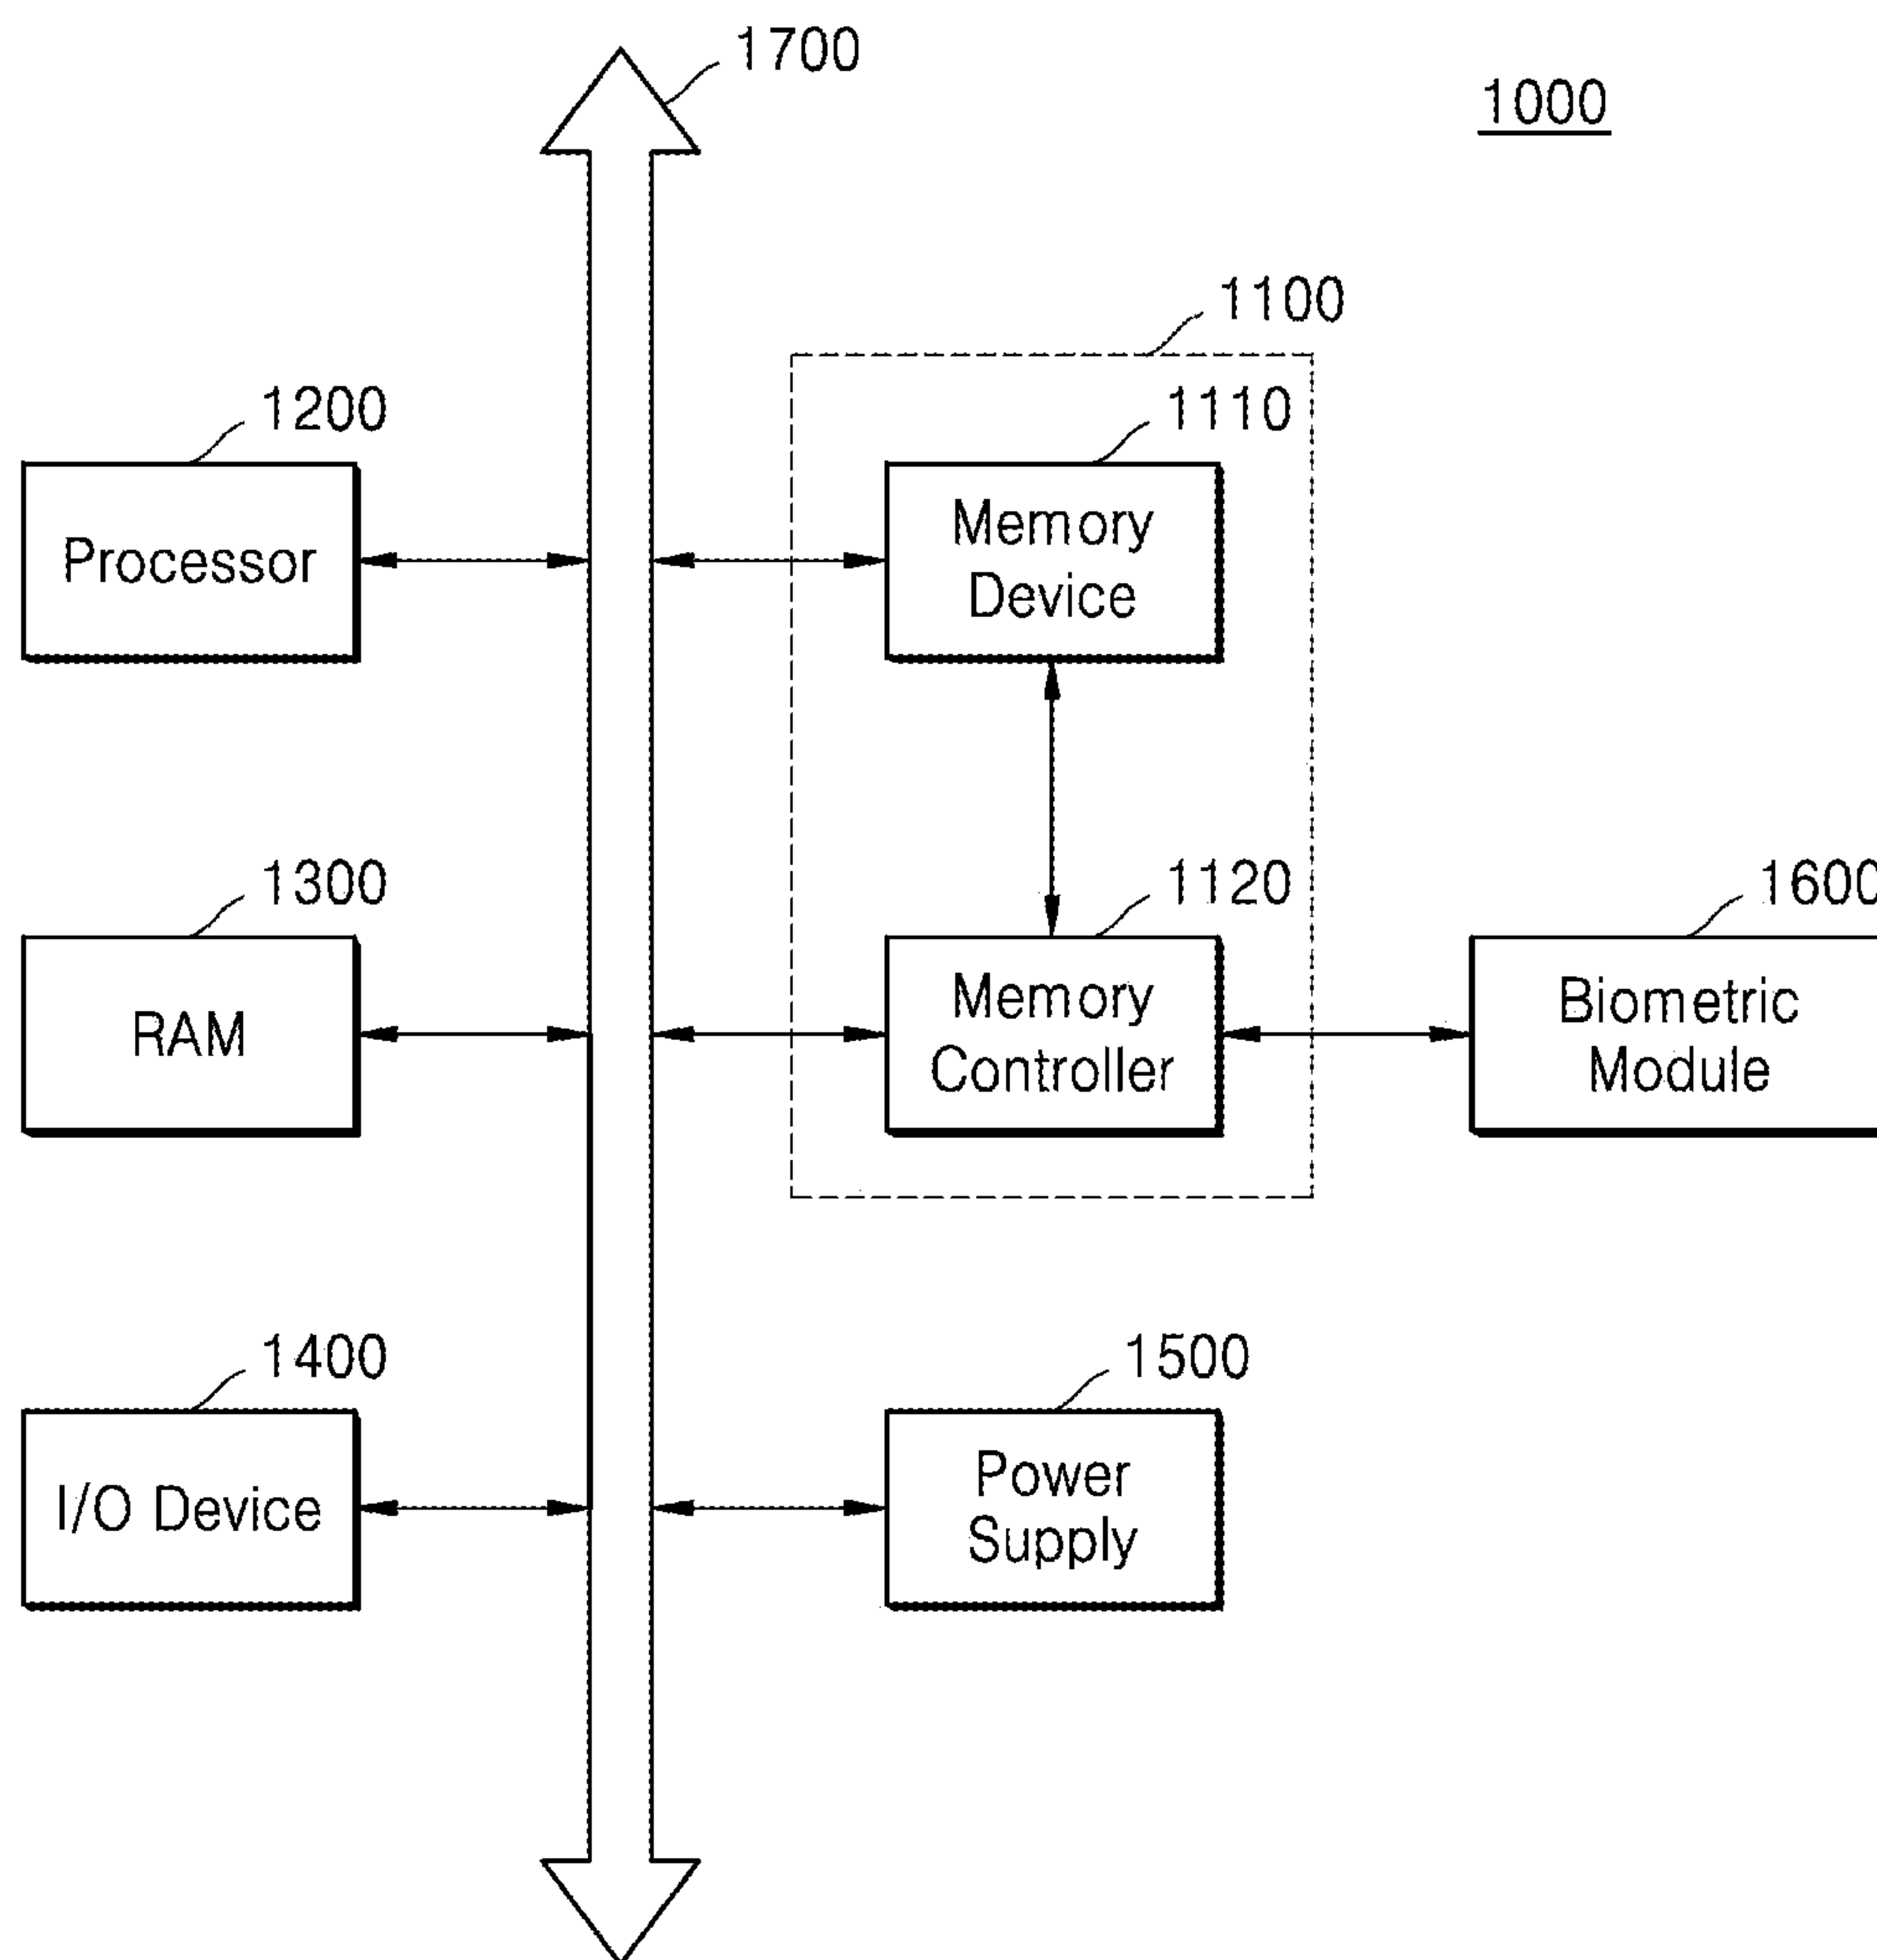 1700
1000
1100
1200
1110
Processor
Memory
Device
1300
1120
1600
RAM
Memory
Controller
Biometric
Module
1400
1500
I/O Device
Power
Supply